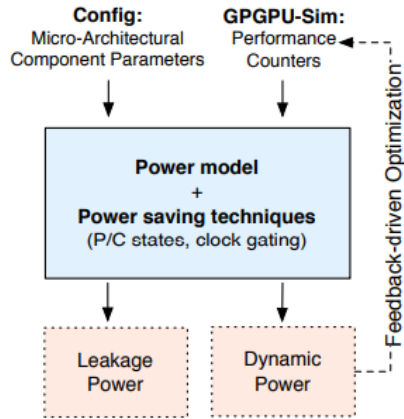 Config:
Micro-Architectural
Component Parameters
GPGPU-Sim:
Performance
Counters
Power model
+
Power saving techniques
(P/C states, clock gating)
Leakage
Power
Dynamic
Power
Feedback-driven Optimization